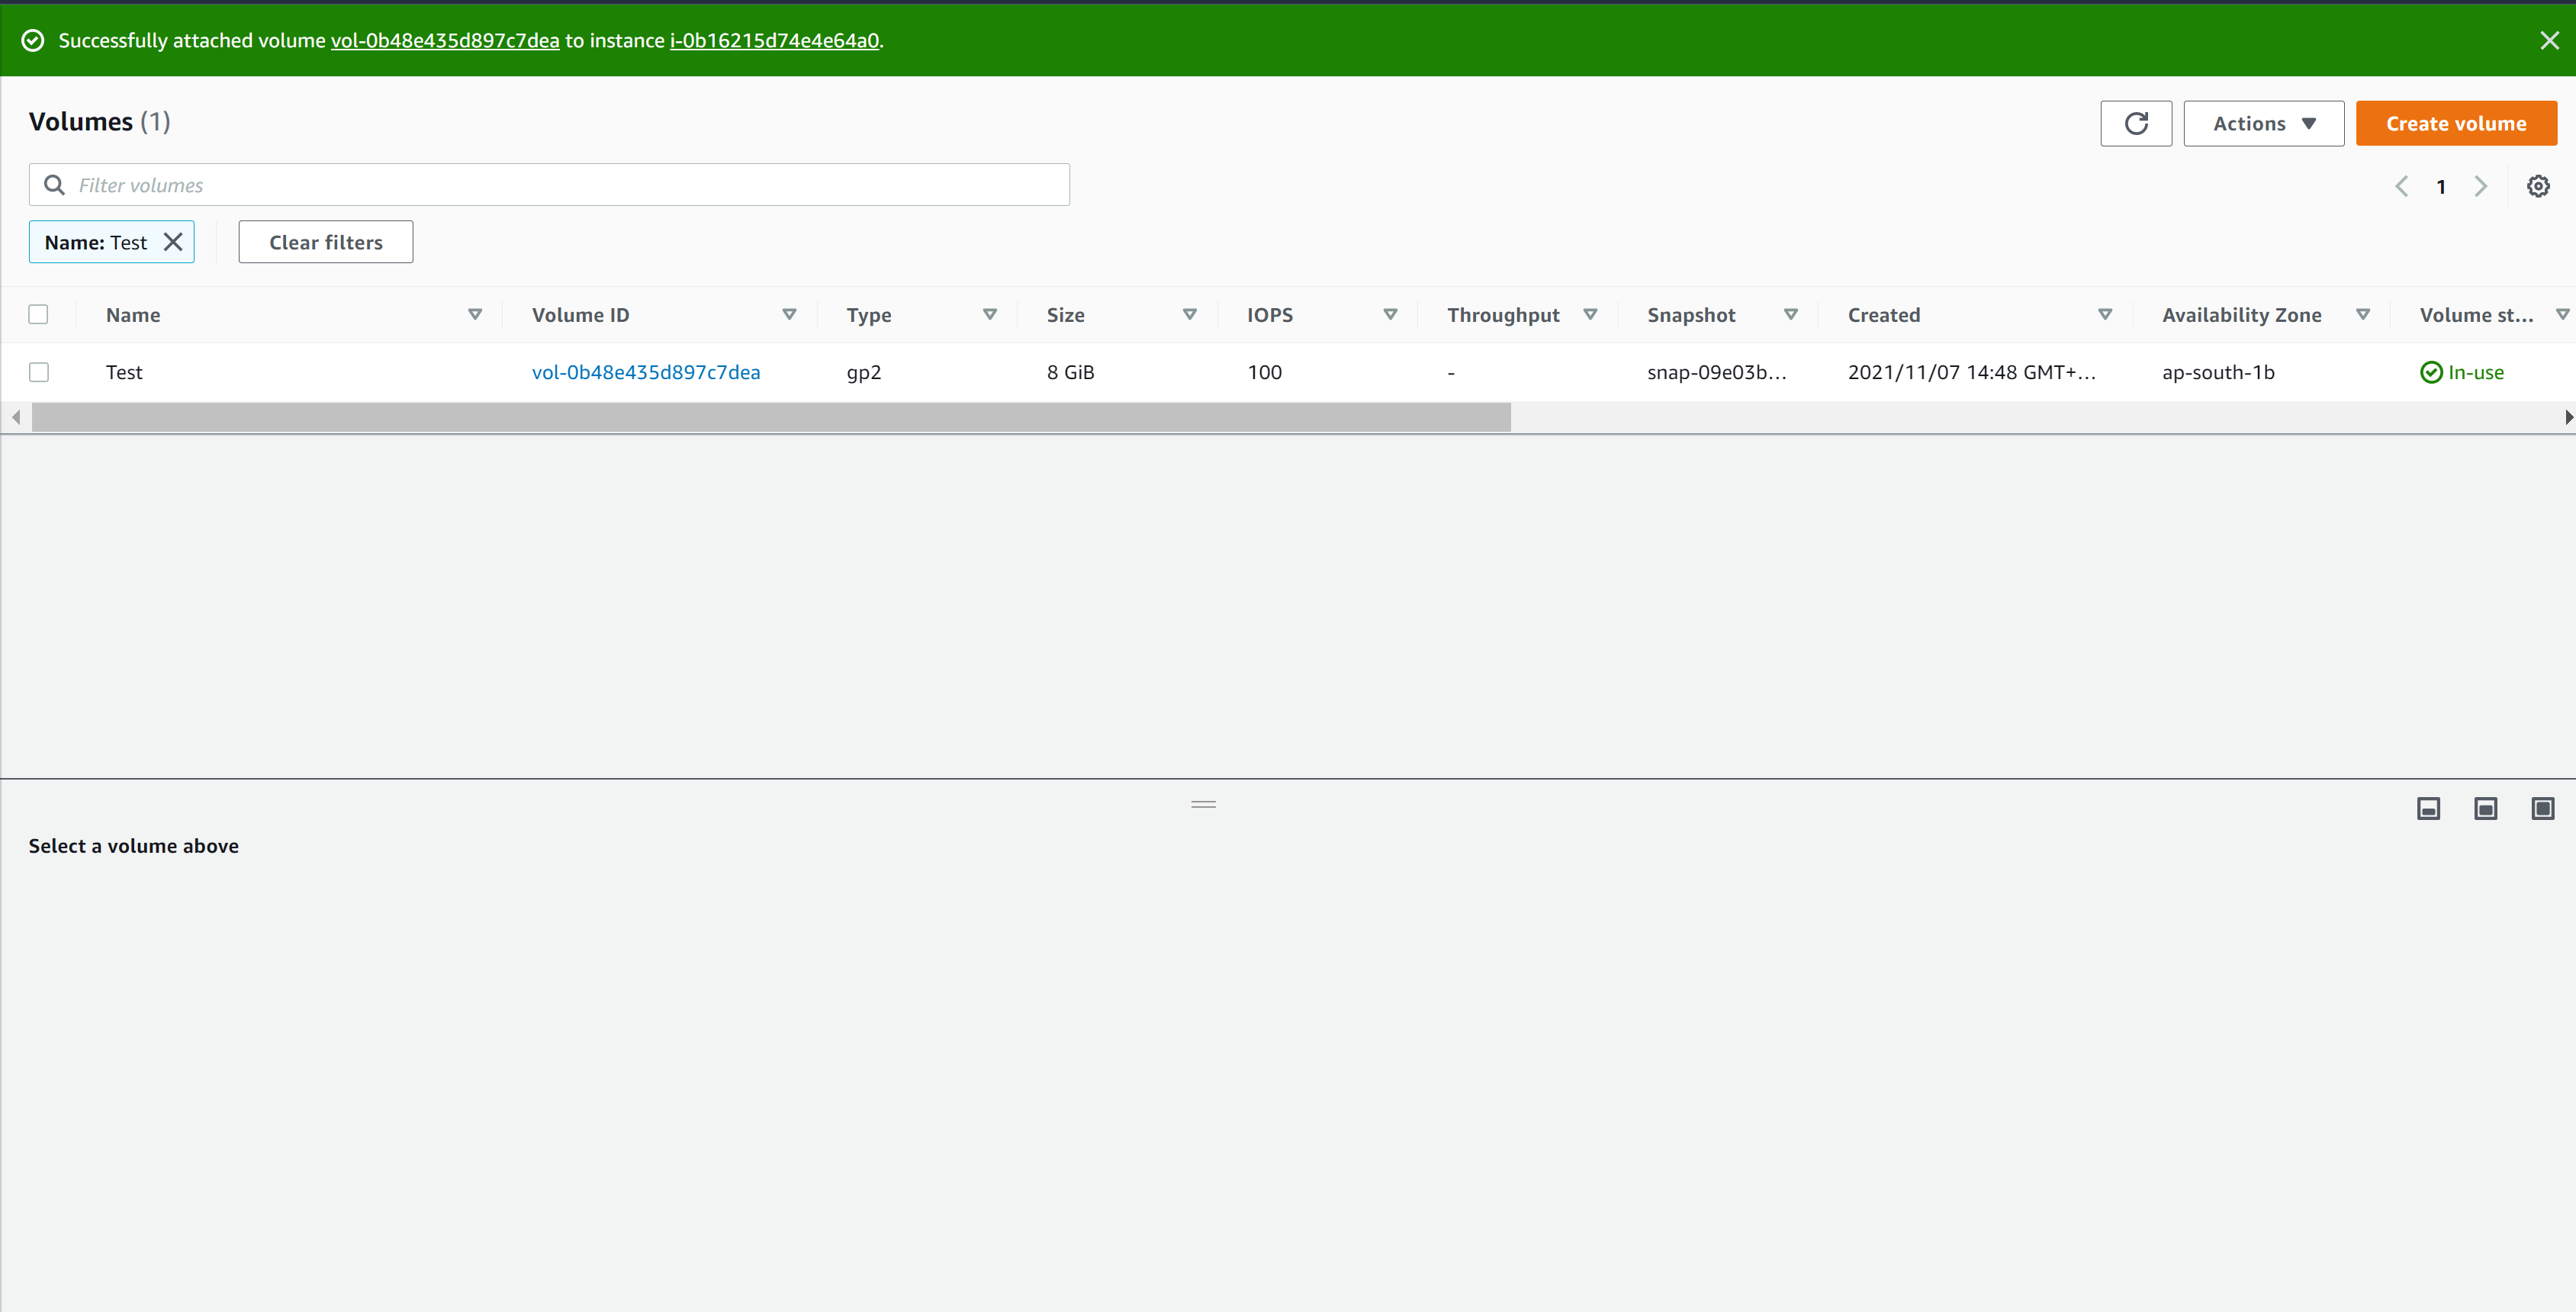 Successfully attached volume vol-0b48e435d897c7dea to instance i-0b16215d74e4e64a0.
Volumes (1)
Actions
Create volume
Filter volumes
1
Name: Test
Clear filters
Name Volume ID Type Size IOPS Throughput Snapshot Created Availability Zone Volume st...
Test vol-0b48e435d897c7dea gp2 8 GiB 100 - snap-09e03b... 2021/11/07 14:48 GMT+... ap-south-1b In-use
Select a volume above